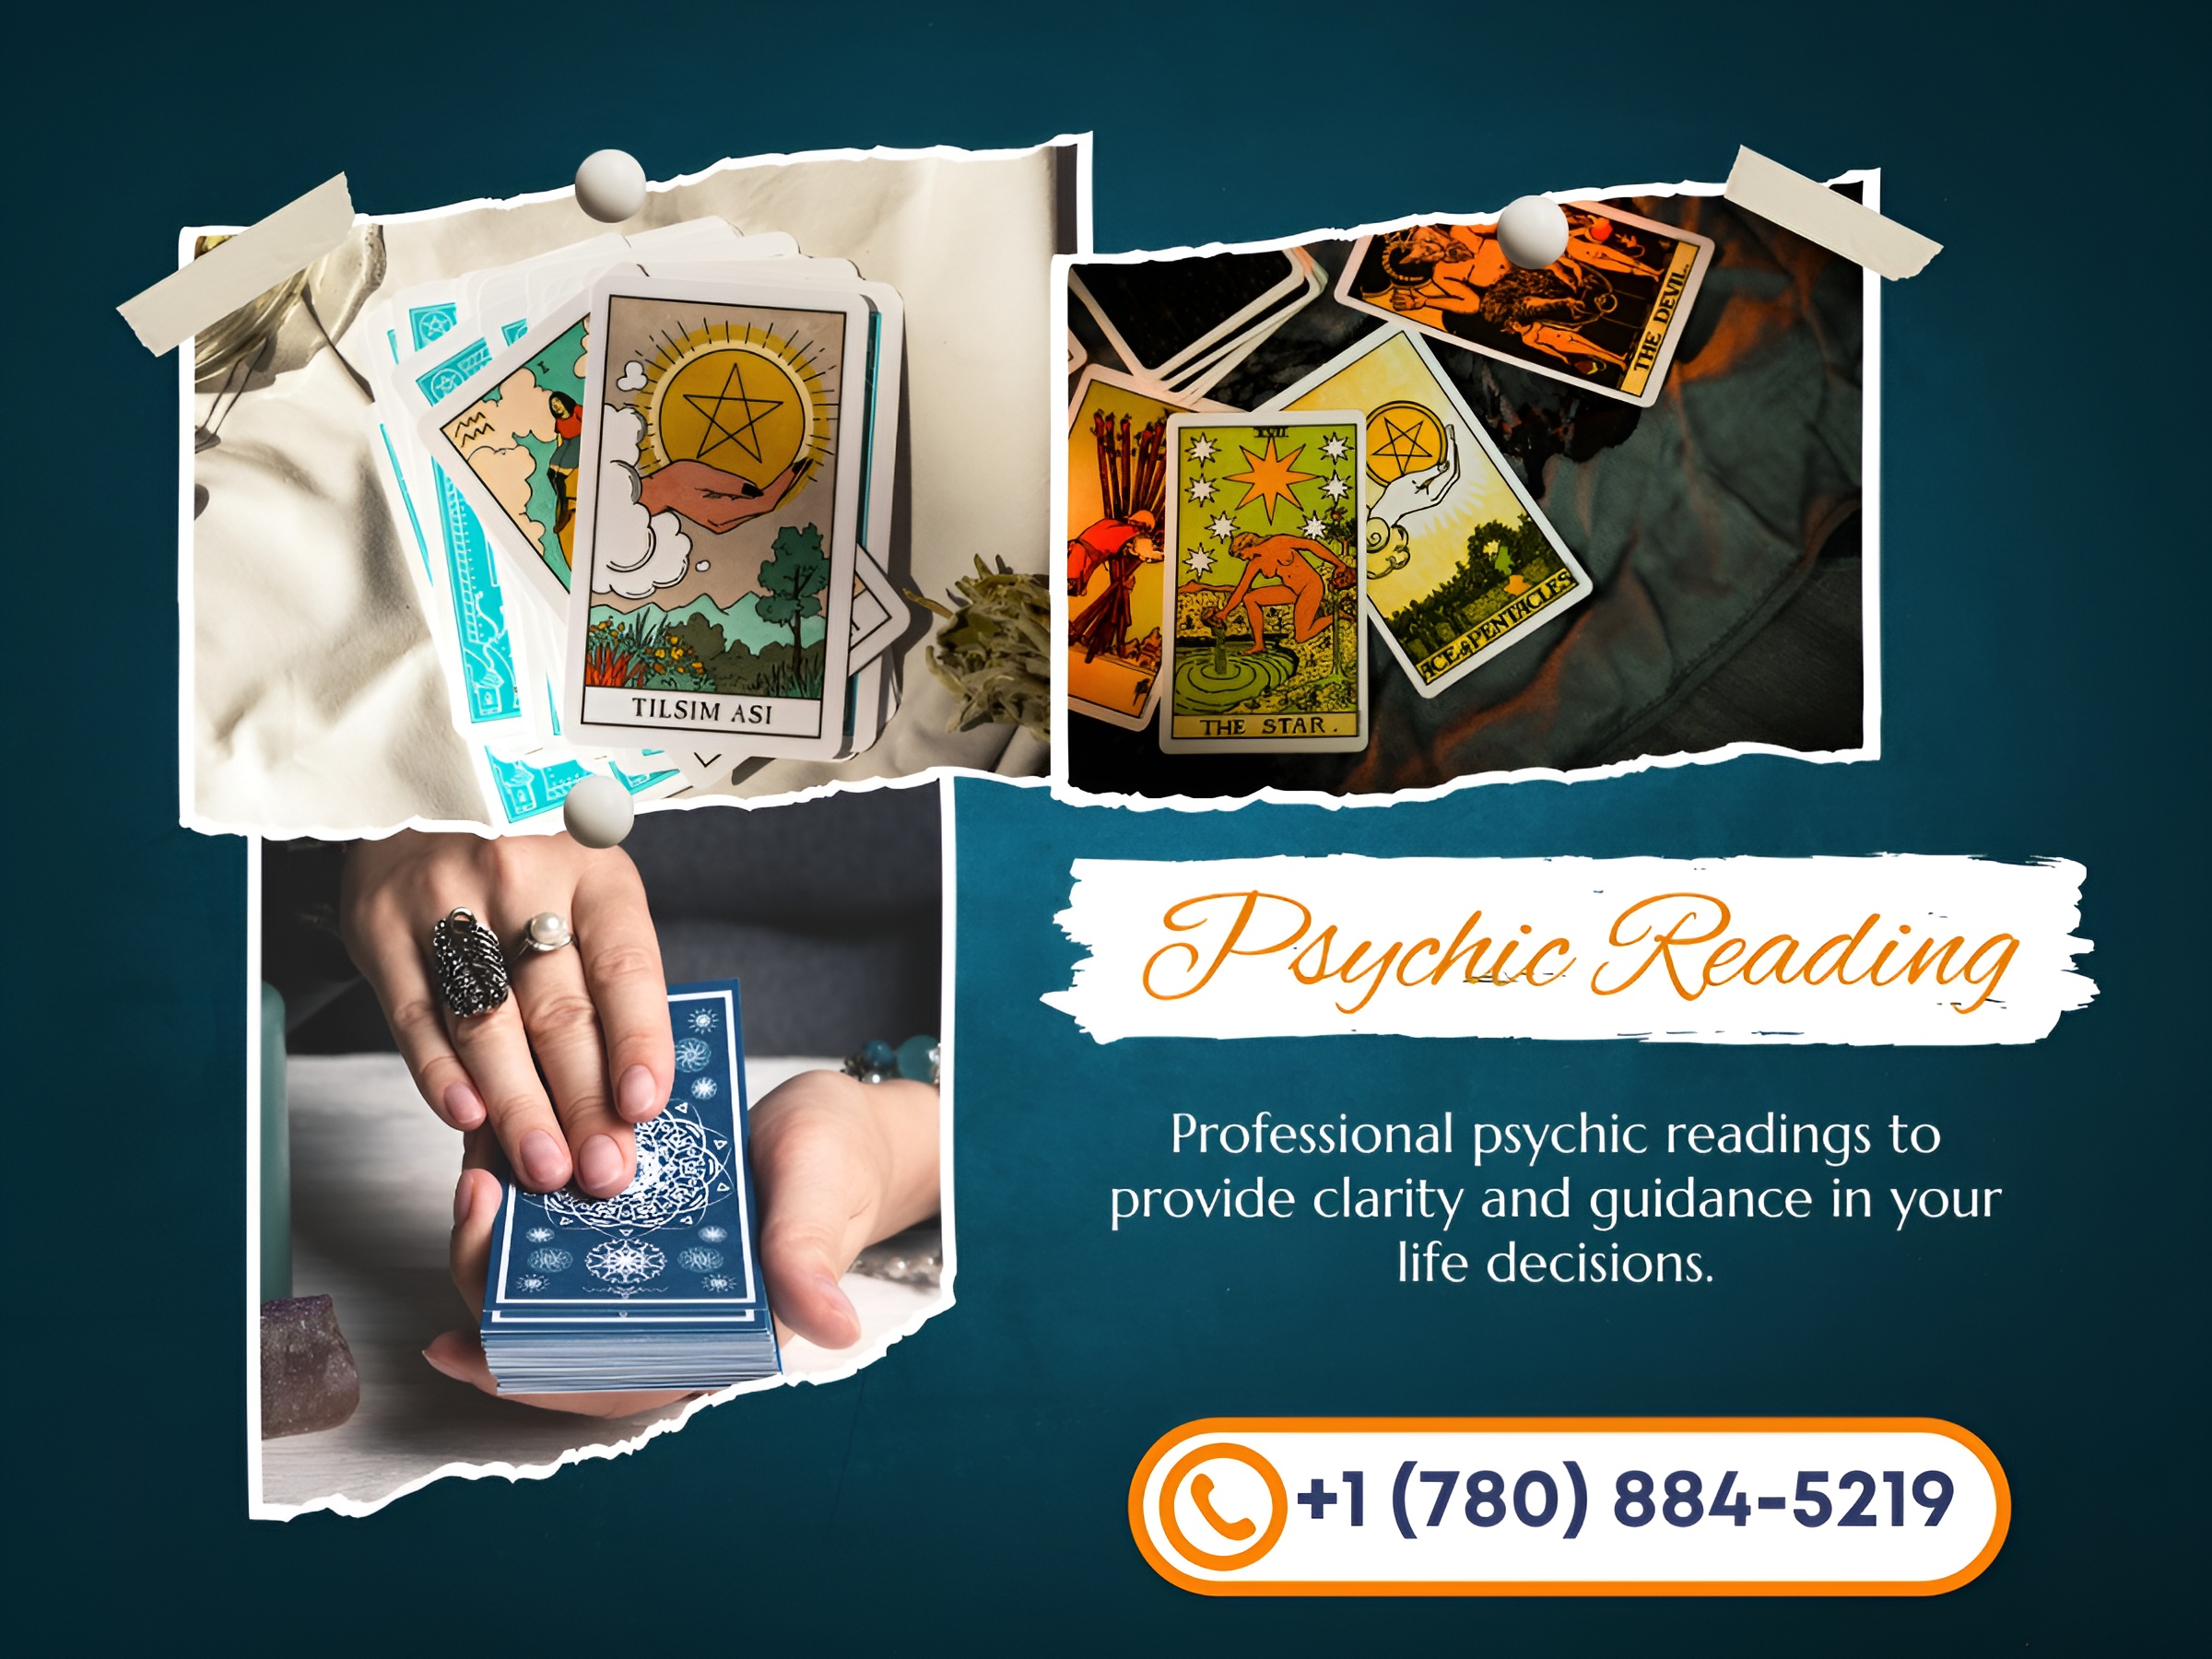 TILSIM ASI
I
THE DEVIL.
XVII
THE STAR.
ACE of PENTACLES
Psychic Reading
Professional psychic readings to
provide clarity and guidance in your
life decisions.
+1 (780) 884-5219